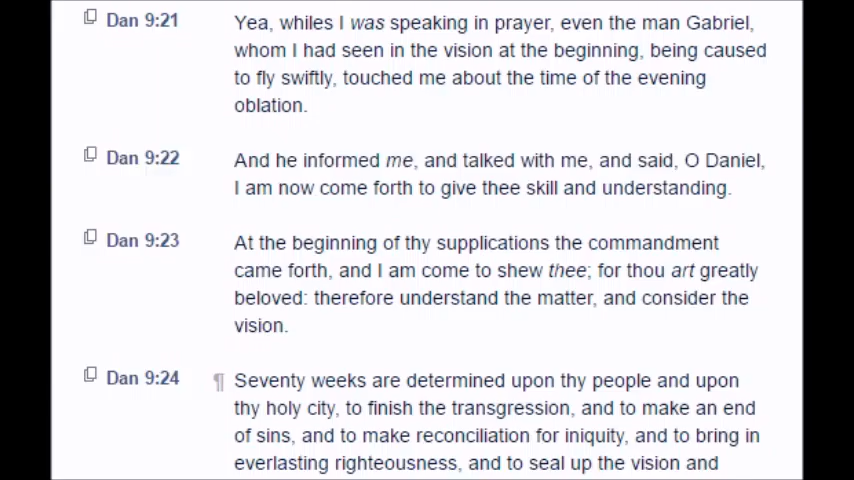 Dan 9:21 Yea, whiles I was speaking in prayer, even the man Gabriel,
whom I had seen in the vision at the beginning, being caused
to fly swiftly, touched me about the time of the evening
oblation.
Dan 9:22 And he informed me, and talked with me, and said, O Daniel,
I am now come forth to give thee skill and understanding.
Dan 9:23 At the beginning of thy supplications the commandment
came forth, and I am come to shew thee; for thou art greatly
beloved: therefore understand the matter, and consider the
vision.
Dan 9:24 ¶ Seventy weeks are determined upon thy people and upon
thy holy city, to finish the transgression, and to make an end
of sins, and to make reconciliation for iniquity, and to bring in
everlasting righteousness, and to seal up the vision and